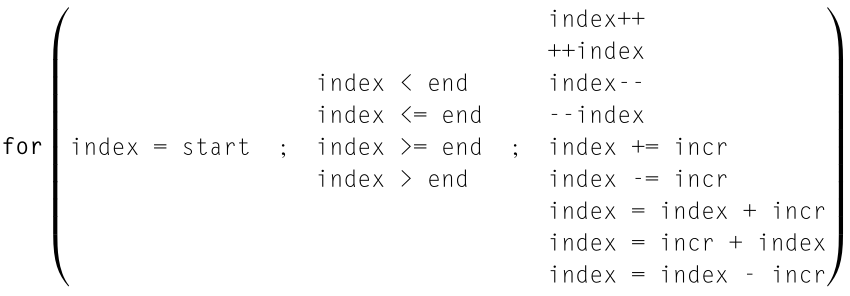 index++
++index
index < end index--
index <= end --index
for ( index = start ; index >= end ; index += incr )
index > end index -= incr
index = index + incr
index = incr + index
index = index - incr